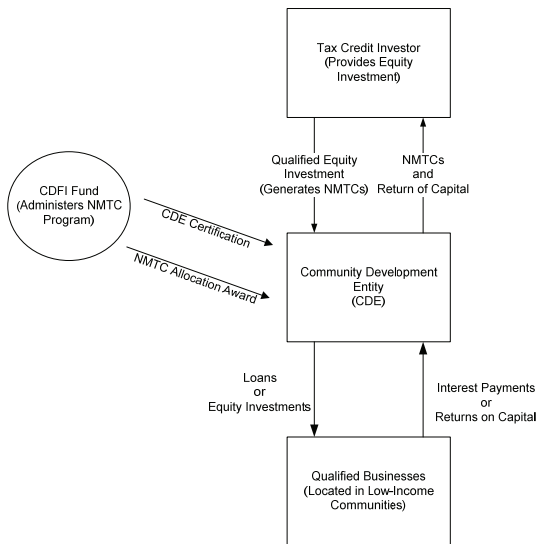 Tax Credit Investor
(Provides Equity
Investment)
Qualified Equity
Investment
(Generates NMTCs)
NMTCs
and
Return of Capital
CDFI Fund
(Administers NMTC
Program)
CDE Certification
NMTC Allocation Award
Community Development
Entity
(CDE)
Loans
or
Equity Investments
Interest Payments
or
Returns on Capital
Qualified Businesses
(Located in Low-Income
Communities)